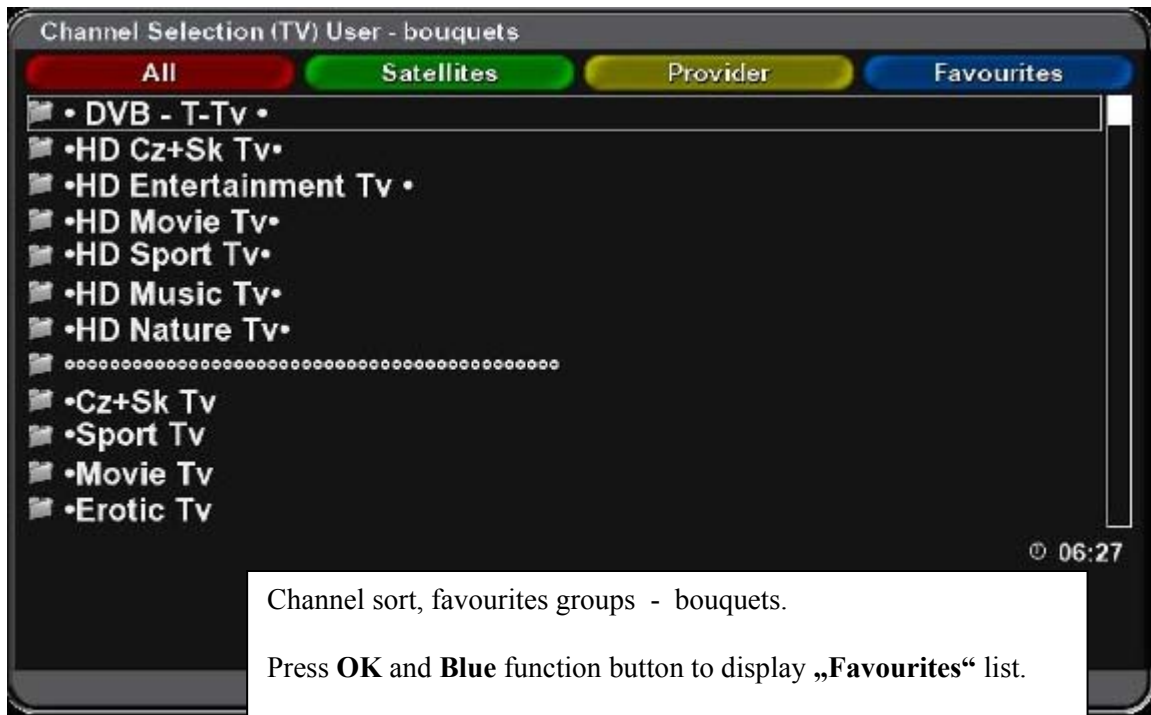 Channel Selection (TV) User - bouquets
All Satellites Provider Favourites
• DVB - T-Tv •
•HD Cz+Sk Tv•
•HD Entertainment Tv •
•HD Movie Tv•
•HD Sport Tv•
•HD Music Tv•
•HD Nature Tv•
•Cz+Sk Tv
•Sport Tv
•Movie Tv
•Erotic Tv
06:27
Channel sort, favourites groups - bouquets.
Press OK and Blue function button to display „Favourites“ list.